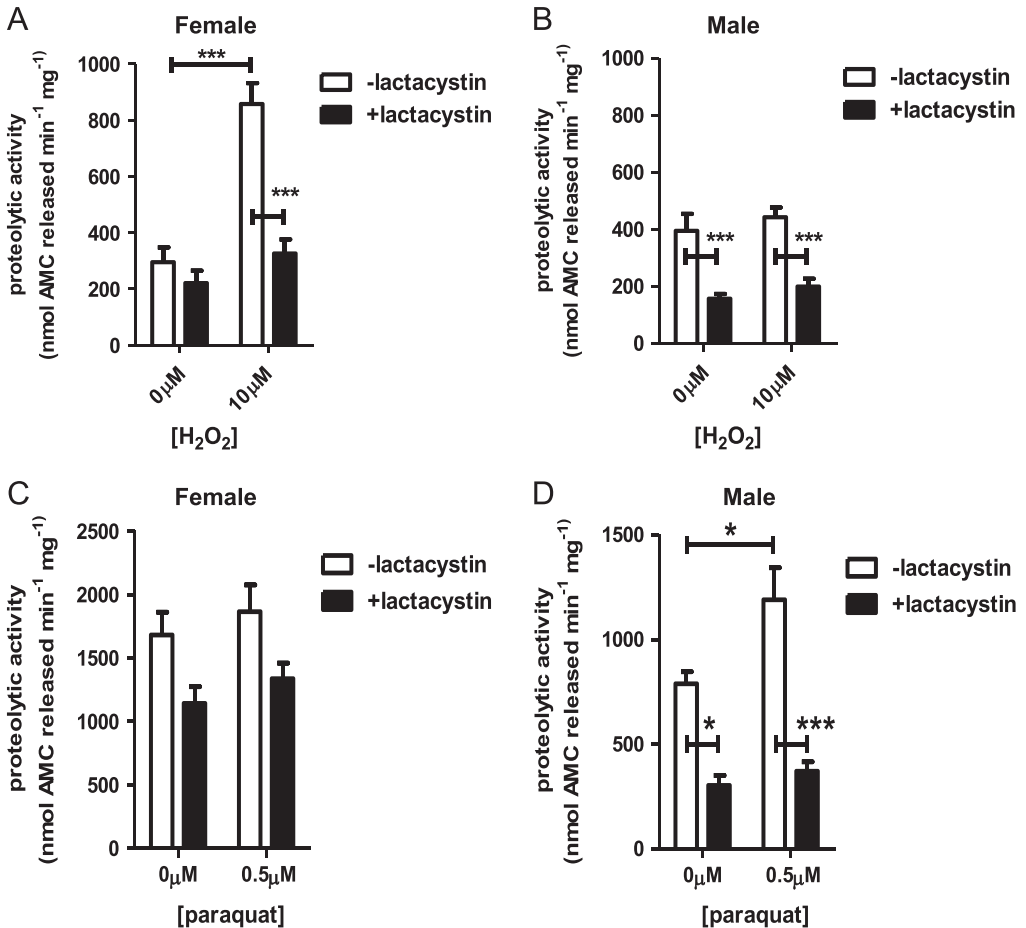 A
Female
***
1000
800
600
400
200
0
proteolytic activity
(nmol AMC released min⁻¹ mg⁻¹)
-lactacystin
+lactacystin
***
0μM
10μM
[H₂O₂]
B
Male
1000
800
600
400
200
0
proteolytic activity
(nmol AMC released min⁻¹ mg⁻¹)
-lactacystin
+lactacystin
***
***
0μM
10μM
[H₂O₂]
C
Female
2500
2000
1500
1000
500
0
proteolytic activity
(nmol AMC released min⁻¹ mg⁻¹)
-lactacystin
+lactacystin
0μM
0.5μM
[paraquat]
D
Male
1500
1000
500
0
proteolytic activity
(nmol AMC released min⁻¹ mg⁻¹)
*
-lactacystin
+lactacystin
*
***
0μM
0.5μM
[paraquat]